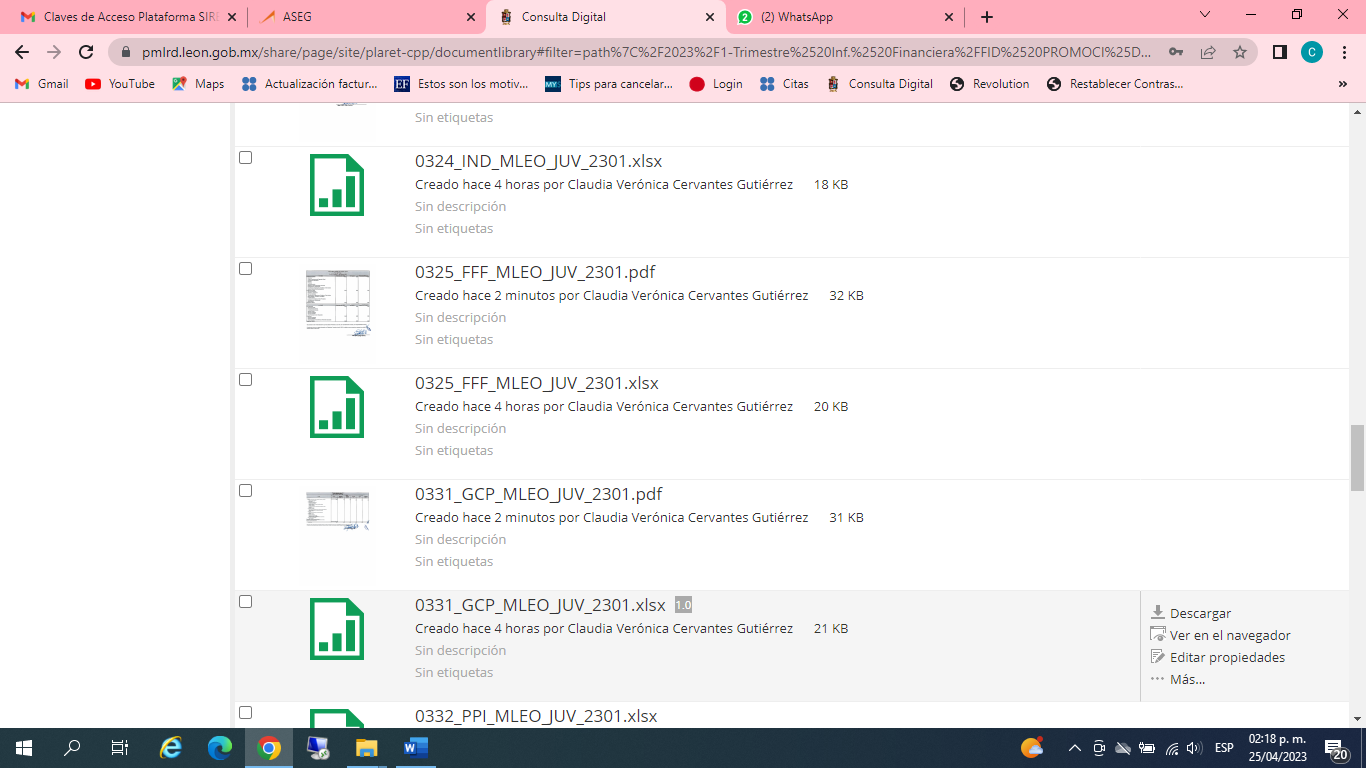 Claves de Acceso Plataforma SIRE
ASEG
Consulta Digital
(2) WhatsApp
pmlrd.leon.gob.mx/share/page/site/plaret-cpp/documentlibrary#filter=path%7C%2F2023%2F1-Trimestre%2520Inf.%2520Financiera%2FFID%2520PROMOCI%25D...
C
Gmail
YouTube
Maps
Actualización factur...
EF Estos son los motiv...
MY Tips para cancelar...
Login
Citas
Consulta Digital
Revolution
Restablecer Contras...
»
Sin etiquetas
0324_IND_MLEO_JUV_2301.xlsx
Creado hace 4 horas por Claudia Verónica Cervantes Gutiérrez 18 KB
Sin descripción
Sin etiquetas
0325_FFF_MLEO_JUV_2301.pdf
Creado hace 2 minutos por Claudia Verónica Cervantes Gutiérrez 32 KB
Sin descripción
Sin etiquetas
0325_FFF_MLEO_JUV_2301.xlsx
Creado hace 4 horas por Claudia Verónica Cervantes Gutiérrez 20 KB
Sin descripción
Sin etiquetas
0331_GCP_MLEO_JUV_2301.pdf
Creado hace 2 minutos por Claudia Verónica Cervantes Gutiérrez 31 KB
Sin descripción
Sin etiquetas
0331_GCP_MLEO_JUV_2301.xlsx 1.0
Creado hace 4 horas por Claudia Verónica Cervantes Gutiérrez 21 KB
Sin descripción
Sin etiquetas
Descargar
Ver en el navegador
Editar propiedades
Más...
0332_PPI_MLEO_JUV_2301.xlsx
ESP
02:18 p. m.
25/04/2023
20